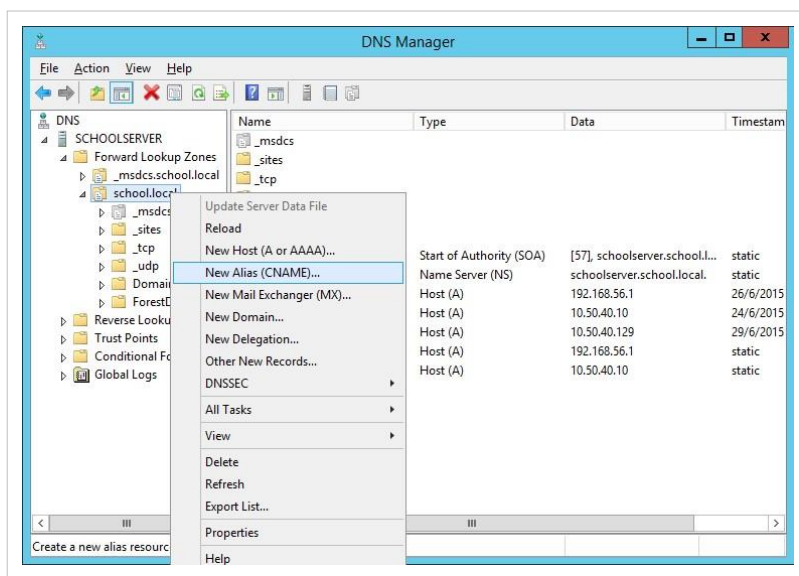 DNS Manager
File Action View Help
DNS
SCHOOLSERVER
Forward Lookup Zones
_msdcs.school.local
school.local
_msdcs
_sites
_tcp
_udp
Domai
ForestD
Reverse Looku
Trust Points
Conditional Fo
Global Logs
Name Type Data Timestam
_msdcs
_sites
_tcp
Start of Authority (SOA) [57], schoolserver.school.l... static
Name Server (NS) schoolserver.school.local. static
Host (A) 192.168.56.1 26/6/2015
Host (A) 10.50.40.10 24/6/2015
Host (A) 10.50.40.129 29/6/2015
Host (A) 192.168.56.1 static
Host (A) 10.50.40.10 static
Update Server Data File
Reload
New Host (A or AAAA)...
New Alias (CNAME)...
New Mail Exchanger (MX)...
New Domain...
New Delegation...
Other New Records...
DNSSEC
All Tasks
View
Delete
Refresh
Export List...
Properties
Help
Create a new alias resourc